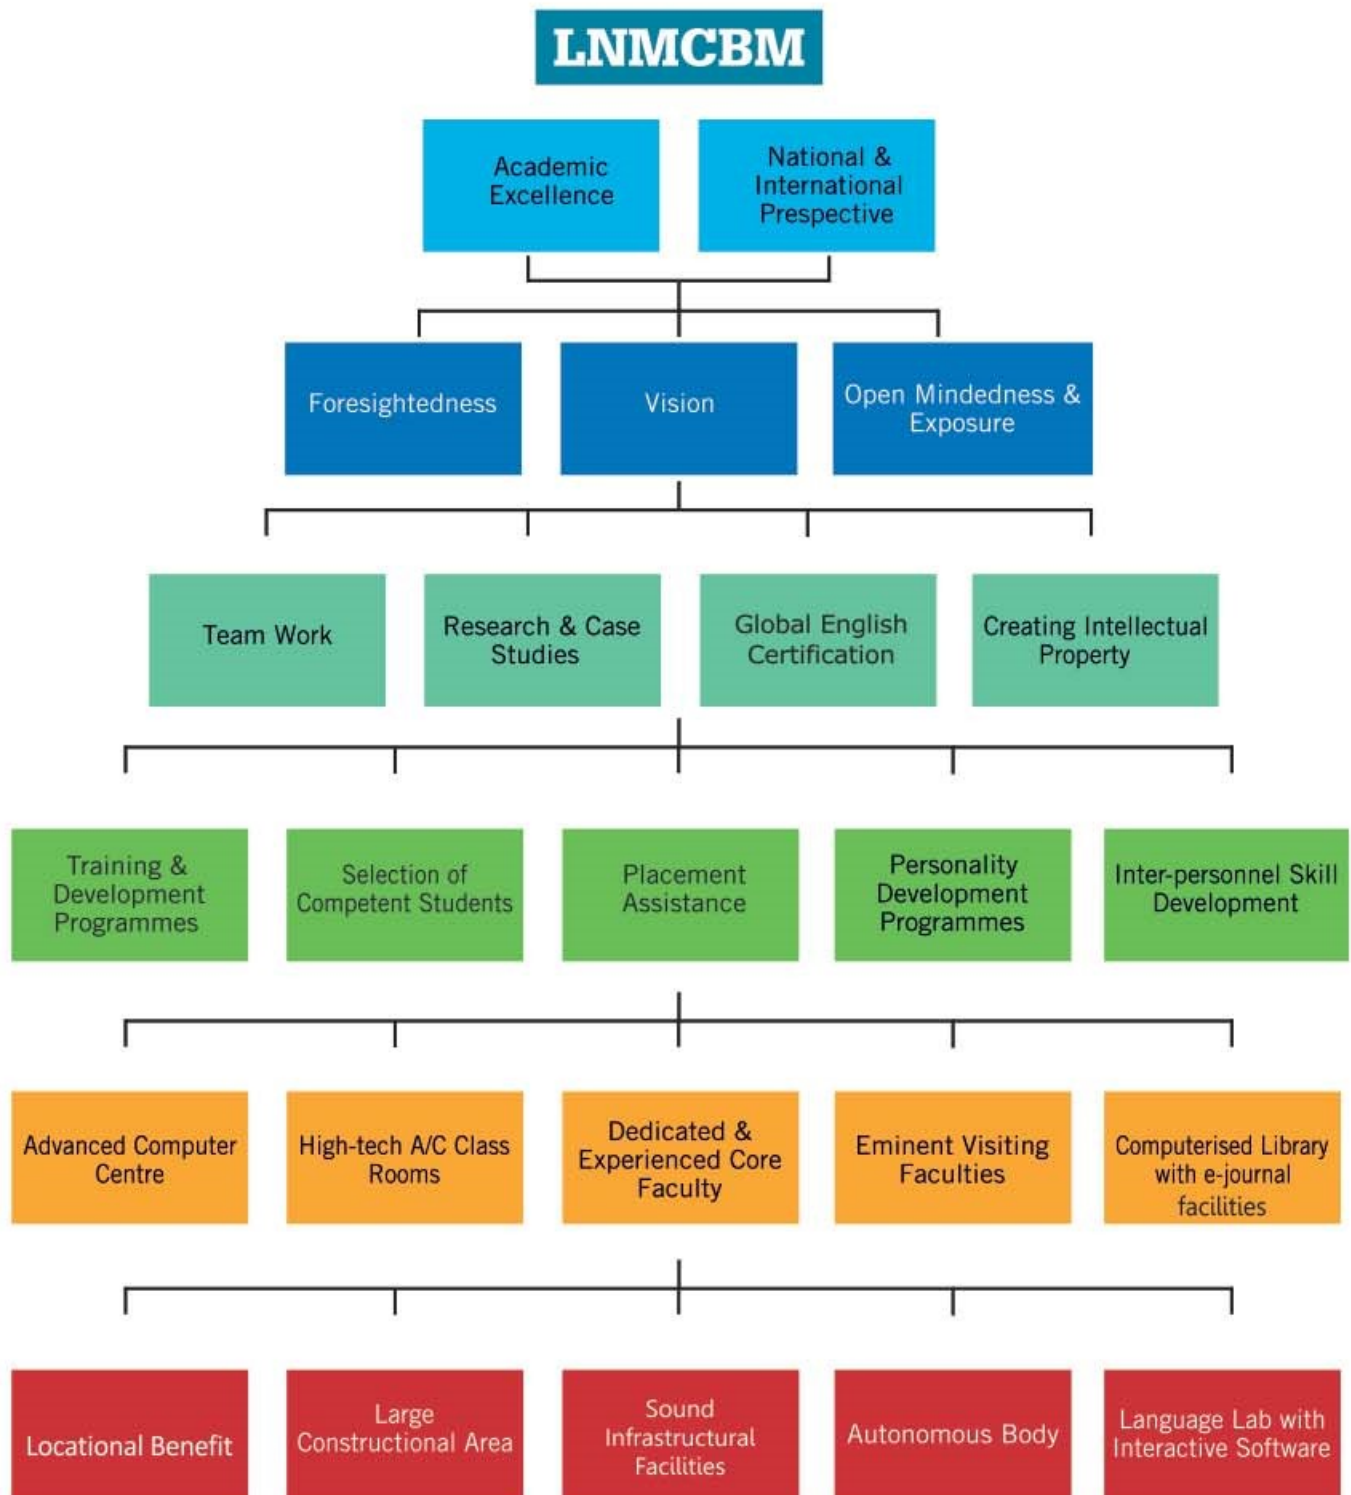 LNMCBM
Academic
Excellence
National &
International
Prespective
Foresightedness
Vision
Open Mindedness &
Exposure
Team Work
Research & Case
Studies
Global English
Certification
Creating Intellectual
Property
Training &
Development
Programmes
Selection of
Competent Students
Placement
Assistance
Personality
Development
Programmes
Inter-personnel Skill
Development
Advanced Computer
Centre
High-tech A/C Class
Rooms
Dedicated &
Experienced Core
Faculty
Eminent Visiting
Faculties
Computerised Library
with e-journal
facilities
Locational Benefit
Large
Constructional Area
Sound
Infrastructural
Facilities
Autonomous Body
Language Lab with
Interactive Software